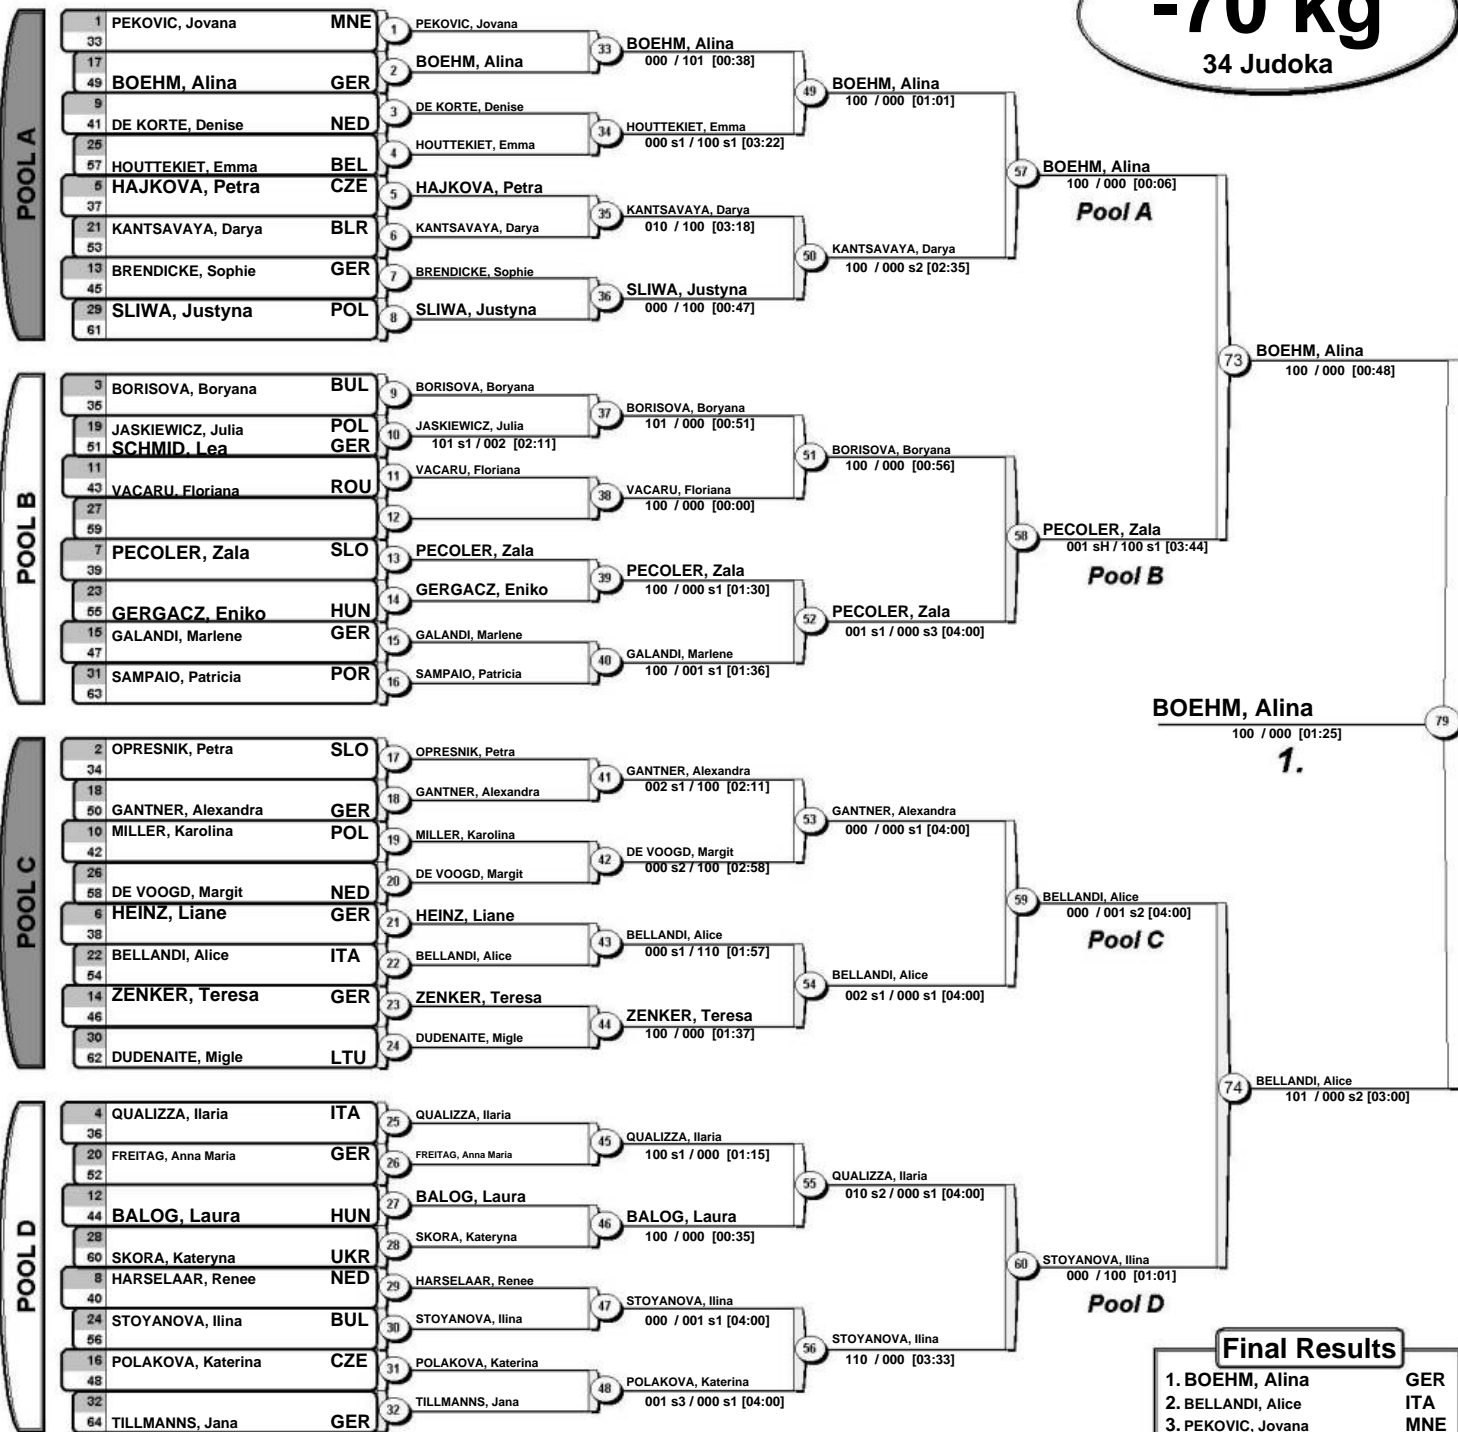 -70 kg
34 Judoka
POOL A
1 PEKOVIC, Jovana MNE
33
17
49 BOEHM, Alina GER
9
41 DE KORTE, Denise NED
25
57 HOUTTEKIET, Emma BEL
5 HAJKOVA, Petra CZE
37
21 KANTSAVAYA, Darya BLR
53
13 BRENDICKE, Sophie GER
45
29 SLIWA, Justyna POL
61
1 PEKOVIC, Jovana
2 BOEHM, Alina
3 DE KORTE, Denise
4 HOUTTEKIET, Emma
5 HAJKOVA, Petra
6 KANTSAVAYA, Darya
7 BRENDICKE, Sophie
8 SLIWA, Justyna
33 BOEHM, Alina
000 / 101 [00:38]
34 HOUTTEKIET, Emma
000 s1 / 100 s1 [03:22]
35 KANTSAVAYA, Darya
010 / 100 [03:18]
36 SLIWA, Justyna
000 / 100 [00:47]
49 BOEHM, Alina
100 / 000 [01:01]
50 KANTSAVAYA, Darya
100 / 000 s2 [02:35]
57 BOEHM, Alina
100 / 000 [00:06]
Pool A
POOL B
3 BORISOVA, Boryana BUL
35
19 JASKIEWICZ, Julia POL
51 SCHMID, Lea GER
11
43 VACARU, Floriana ROU
27
59
7 PECOLER, Zala SLO
39
23
55 GERGACZ, Eniko HUN
15 GALANDI, Marlene GER
47
31 SAMPAIO, Patricia POR
63
9 BORISOVA, Boryana
10 JASKIEWICZ, Julia
101 s1 / 002 [02:11]
11 VACARU, Floriana
12
13 PECOLER, Zala
14 GERGACZ, Eniko
15 GALANDI, Marlene
16 SAMPAIO, Patricia
37 BORISOVA, Boryana
101 / 000 [00:51]
38 VACARU, Floriana
100 / 000 [00:00]
39 PECOLER, Zala
100 / 000 s1 [01:30]
40 GALANDI, Marlene
100 / 001 s1 [01:36]
51 BORISOVA, Boryana
100 / 000 [00:56]
52 PECOLER, Zala
001 s1 / 000 s3 [04:00]
58 PECOLER, Zala
001 sH / 100 s1 [03:44]
Pool B
73 BOEHM, Alina
100 / 000 [00:48]
BOEHM, Alina
79
100 / 000 [01:25]
1.
POOL C
2 OPRESNIK, Petra SLO
34
18
50 GANTNER, Alexandra GER
10 MILLER, Karolina POL
42
26
58 DE VOOGD, Margit NED
6 HEINZ, Liane GER
38
22 BELLANDI, Alice ITA
54
14 ZENKER, Teresa GER
46
30
62 DUDENAITE, Migle LTU
17 OPRESNIK, Petra
18 GANTNER, Alexandra
19 MILLER, Karolina
20 DE VOOGD, Margit
21 HEINZ, Liane
22 BELLANDI, Alice
23 ZENKER, Teresa
24 DUDENAITE, Migle
41 GANTNER, Alexandra
002 s1 / 100 [02:11]
42 DE VOOGD, Margit
000 s2 / 100 [02:58]
43 BELLANDI, Alice
000 s1 / 110 [01:57]
44 ZENKER, Teresa
100 / 000 [01:37]
53 GANTNER, Alexandra
000 / 000 s1 [04:00]
54 BELLANDI, Alice
002 s1 / 000 s1 [04:00]
59 BELLANDI, Alice
000 / 001 s2 [04:00]
Pool C
POOL D
4 QUALIZZA, Ilaria ITA
36
20 FREITAG, Anna Maria GER
52
12
44 BALOG, Laura HUN
28
60 SKORA, Kateryna UKR
8 HARSELAAR, Renee NED
40
24 STOYANOVA, Ilina BUL
56
16 POLAKOVA, Katerina CZE
48
32
64 TILLMANNS, Jana GER
25 QUALIZZA, Ilaria
26 FREITAG, Anna Maria
27 BALOG, Laura
28 SKORA, Kateryna
29 HARSELAAR, Renee
30 STOYANOVA, Ilina
31 POLAKOVA, Katerina
32 TILLMANNS, Jana
45 QUALIZZA, Ilaria
100 s1 / 000 [01:15]
46 BALOG, Laura
100 / 000 [00:35]
47 STOYANOVA, Ilina
000 / 001 s1 [04:00]
48 POLAKOVA, Katerina
001 s3 / 000 s1 [04:00]
55 QUALIZZA, Ilaria
010 s2 / 000 s1 [04:00]
56 STOYANOVA, Ilina
110 / 000 [03:33]
60 STOYANOVA, Ilina
000 / 100 [01:01]
Pool D
74 BELLANDI, Alice
101 / 000 s2 [03:00]
Final Results
1. BOEHM, Alina GER
2. BELLANDI, Alice ITA
3. PEKOVIC, Jovana MNE